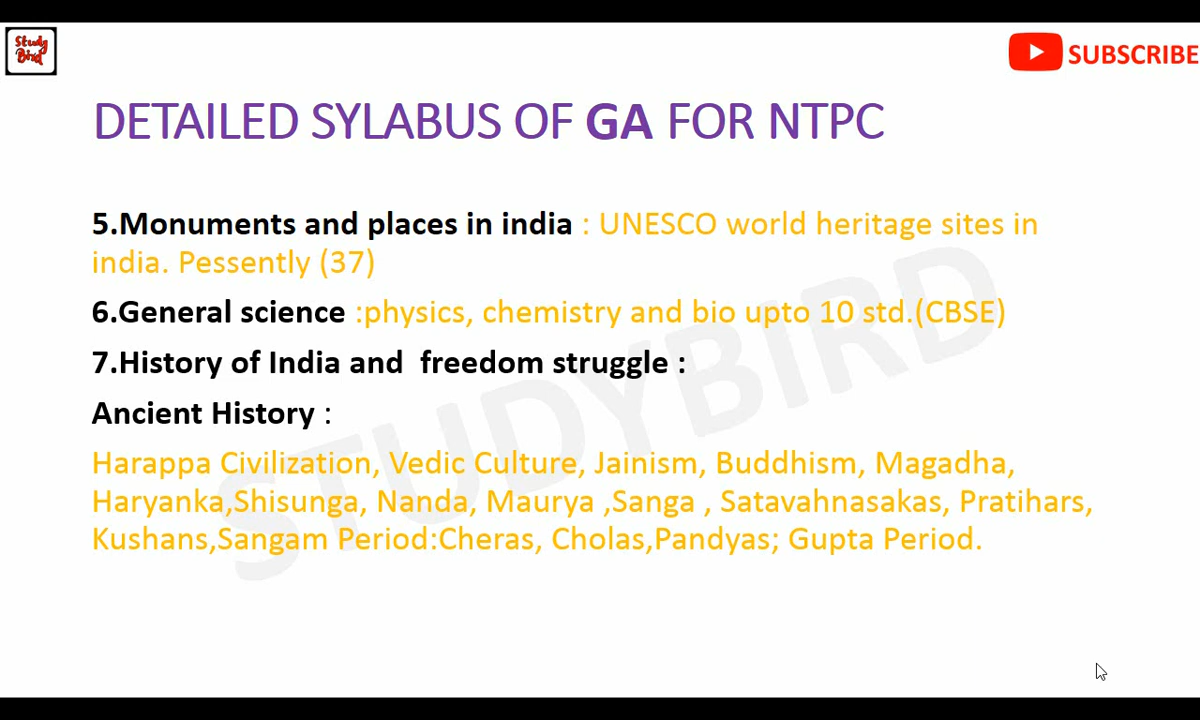 Study
Bird
SUBSCRIBE
DETAILED SYLABUS OF GA FOR NTPC
5.Monuments and places in india : UNESCO world heritage sites in
india. Pessently (37)
6.General science :physics, chemistry and bio upto 10 std.(CBSE)
7.History of India and freedom struggle :
Ancient History :
Harappa Civilization, Vedic Culture, Jainism, Buddhism, Magadha,
Haryanka,Shisunga, Nanda, Maurya ,Sanga , Satavahnasakas, Pratihars,
Kushans,Sangam Period:Cheras, Cholas,Pandyas; Gupta Period.
STUDYBIRD